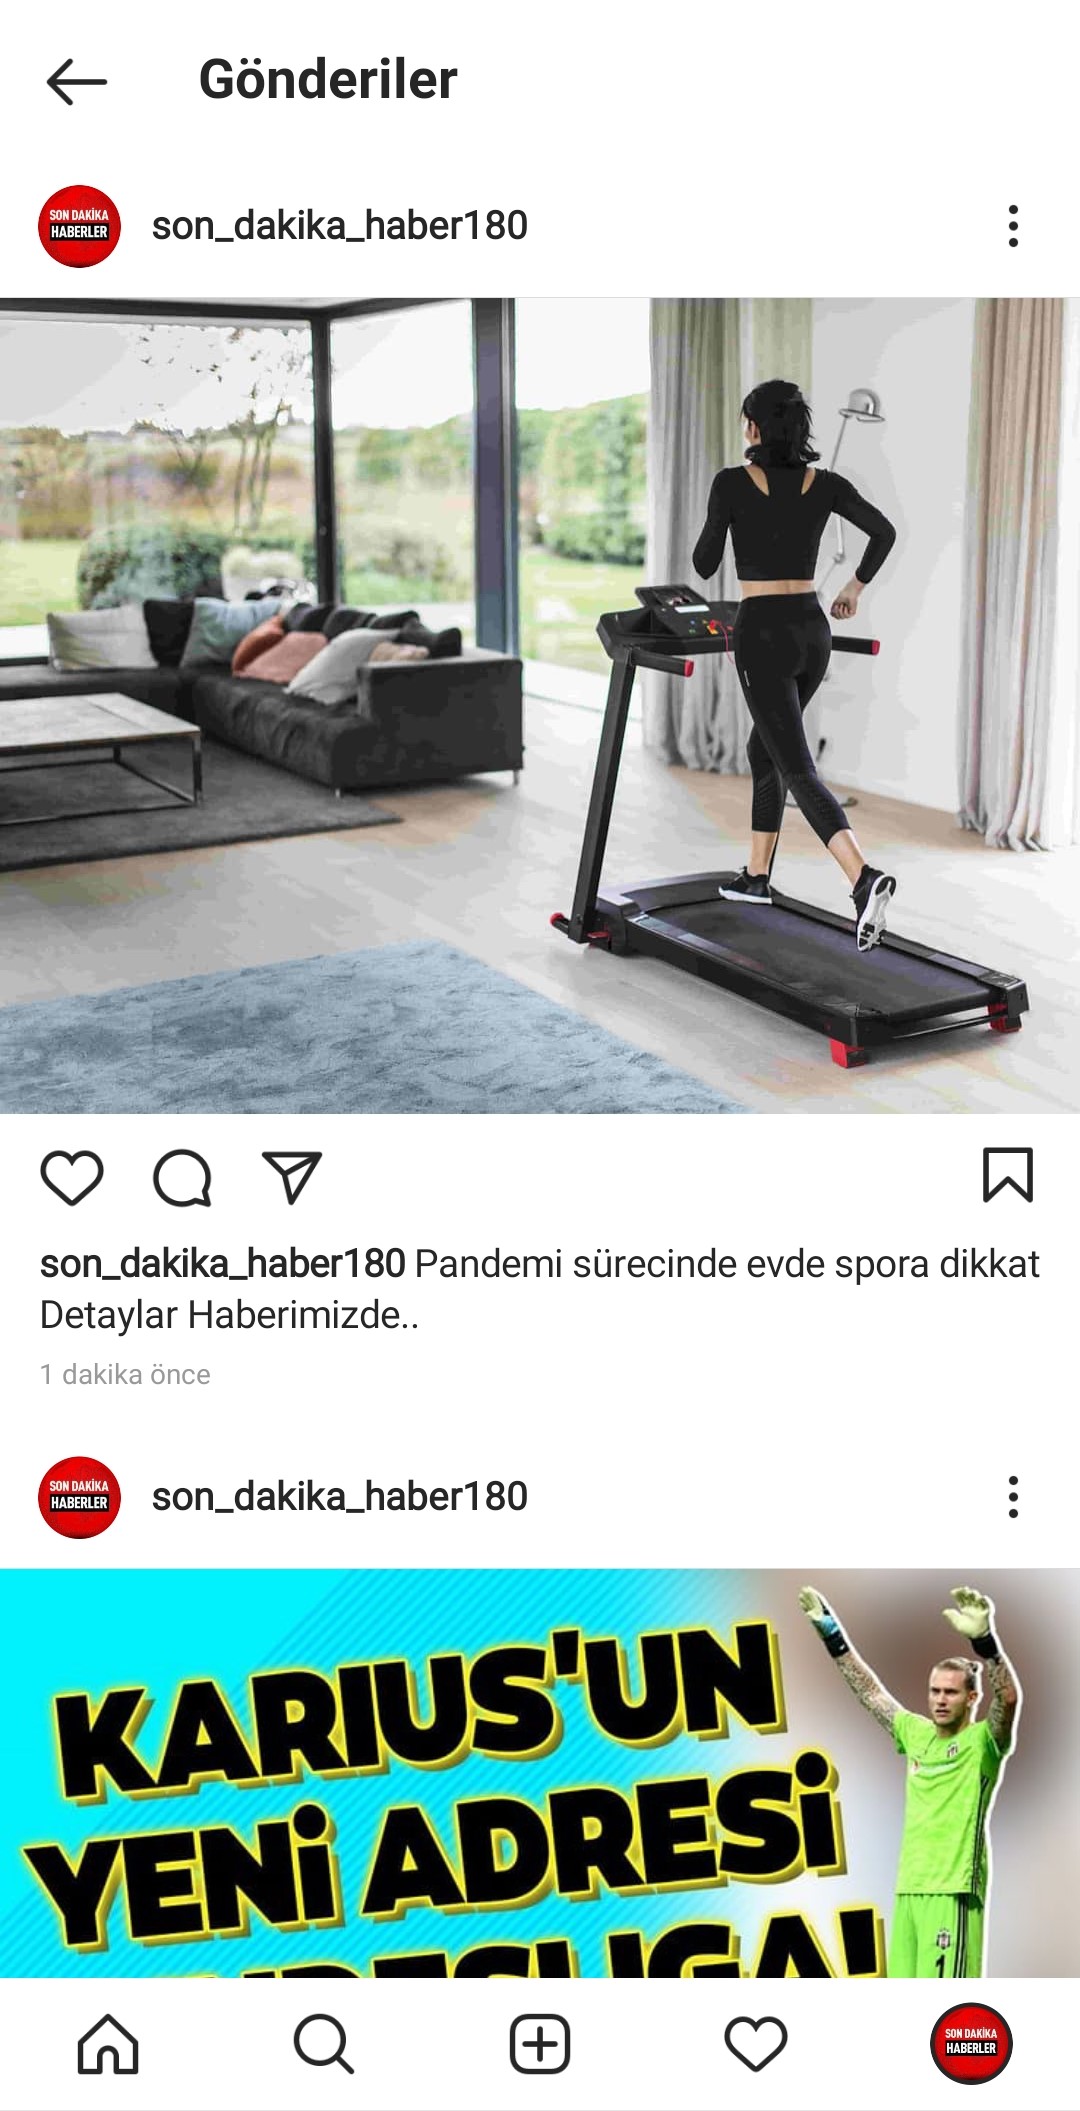 Gönderiler
SON DAKİKA
HABERLER
son_dakika_haber180
son_dakika_haber180 Pandemi sürecinde evde spora dikkat
Detaylar Haberimizde..
1 dakika önce
SON DAKİKA
HABERLER
son_dakika_haber180
KARIUS'UN
YENİ ADRESİ
1
SON DAKİKA
HABERLER